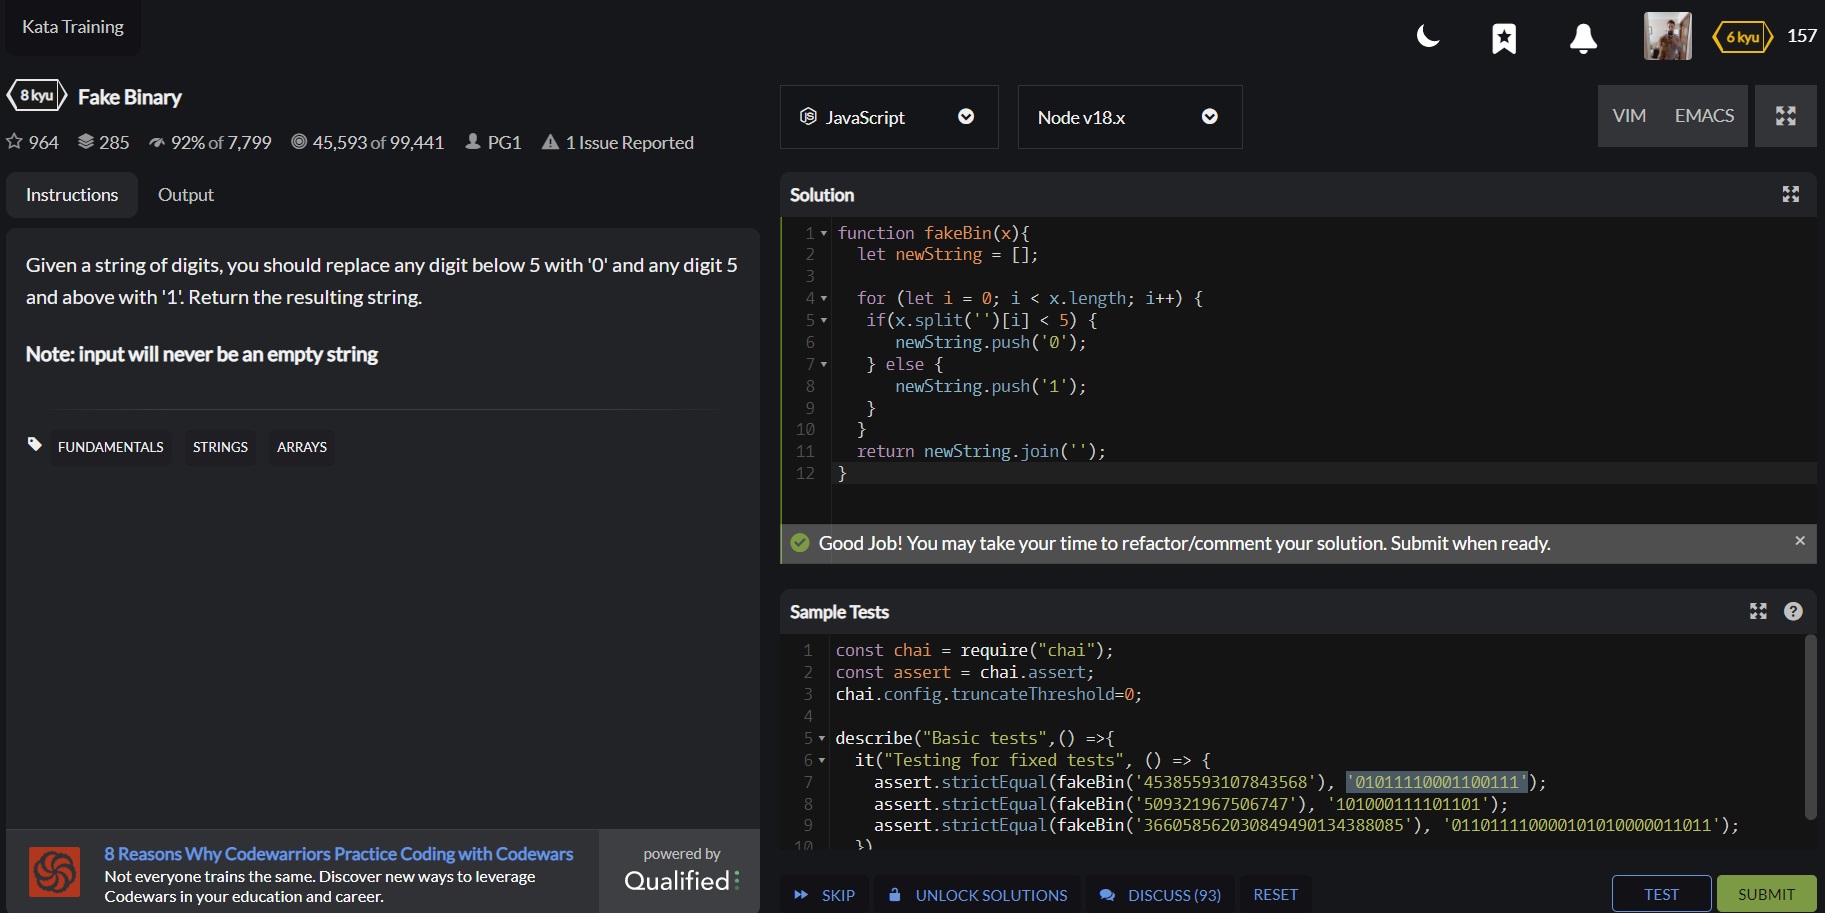 Kata Training
6 kyu 157
8 kyu Fake Binary
964 285 92% of 7,799 45,593 of 99,441 PG1 1 Issue Reported
Instructions Output
Given a string of digits, you should replace any digit below 5 with '0' and any digit 5
and above with '1'. Return the resulting string.
Note: input will never be an empty string
FUNDAMENTALS STRINGS ARRAYS
8 Reasons Why Codewarriors Practice Coding with Codewars
Not everyone trains the same. Discover new ways to leverage
Codewars in your education and career.
powered by
Qualified
JavaScript Node v18.x VIM EMACS
Solution
1 function fakeBin(x){
2 let newString = [];
3
4 for (let i = 0; i < x.length; i++) {
5 if(x.split('')[i] < 5) {
6 newString.push('0');
7 } else {
8 newString.push('1');
9 }
10 }
11 return newString.join('');
12 }
Good Job! You may take your time to refactor/comment your solution. Submit when ready.
Sample Tests
1 const chai = require("chai");
2 const assert = chai.assert;
3 chai.config.truncateThreshold=0;
4
5 describe("Basic tests",() =>{
6 it("Testing for fixed tests", () => {
7 assert.strictEqual(fakeBin('45385593107843568'), '01011110001100111');
8 assert.strictEqual(fakeBin('509321967506747'), '101000111101101');
9 assert.strictEqual(fakeBin('366058562030849490134388085'), '011011110000101010000011011');
10 })
SKIP UNLOCK SOLUTIONS DISCUSS (93) RESET TEST SUBMIT